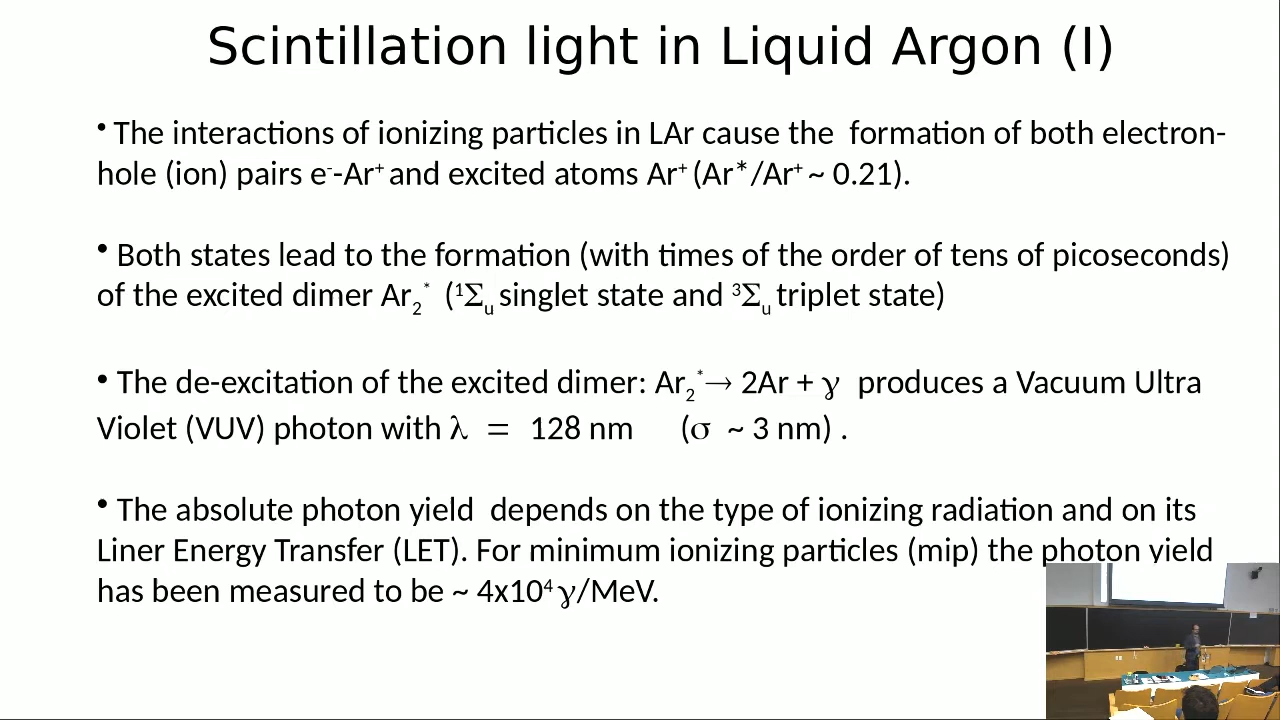 Scintillation light in Liquid Argon (I)
• The interactions of ionizing particles in LAr cause the formation of both electron-
hole (ion) pairs e⁻-Ar⁺ and excited atoms Ar⁺ (Ar*/Ar⁺ ~ 0.21).
• Both states lead to the formation (with times of the order of tens of picoseconds)
of the excited dimer Ar₂* (¹Σᵤ singlet state and ³Σᵤ triplet state)
• The de-excitation of the excited dimer: Ar₂*→ 2Ar + γ produces a Vacuum Ultra
Violet (VUV) photon with λ = 128 nm (σ ~ 3 nm) .
• The absolute photon yield depends on the type of ionizing radiation and on its
Liner Energy Transfer (LET). For minimum ionizing particles (mip) the photon yield
has been measured to be ~ 4x10⁴ γ/MeV.